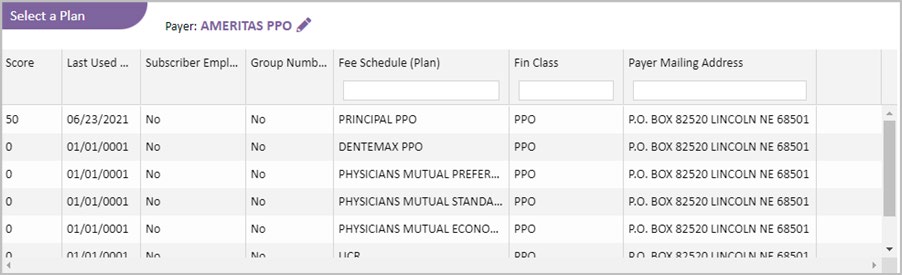 Select a Plan
Payer: AMERITAS PPO
Score Last Used ... Subscriber Empl... Group Numb... Fee Schedule (Plan) Fin Class Payer Mailing Address
50 06/23/2021 No No PRINCIPAL PPO PPO P.O. BOX 82520 LINCOLN NE 68501
0 01/01/0001 No No DENTEMAX PPO PPO P.O. BOX 82520 LINCOLN NE 68501
0 01/01/0001 No No PHYSICIANS MUTUAL PREFER... PPO P.O. BOX 82520 LINCOLN NE 68501
0 01/01/0001 No No PHYSICIANS MUTUAL STANDA... PPO P.O. BOX 82520 LINCOLN NE 68501
0 01/01/0001 No No PHYSICIANS MUTUAL ECONO... PPO P.O. BOX 82520 LINCOLN NE 68501
0 01/01/0001 No No UCR PPO P.O. BOX 82520 LINCOLN NE 68501